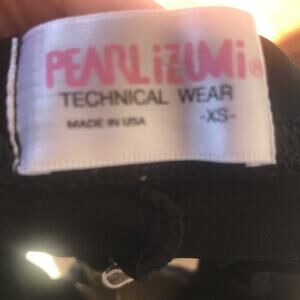 PEARL iZUMi®
TECHNICAL WEAR
MADE IN USA -XS-